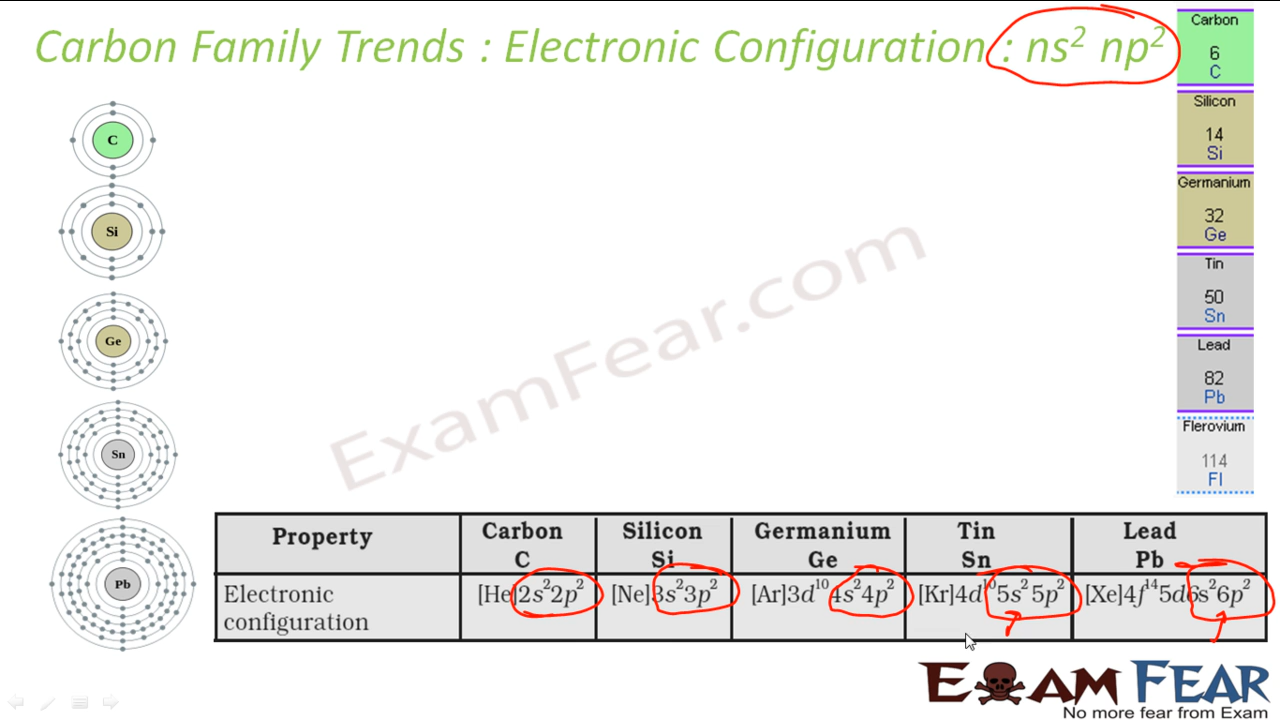 Carbon Family Trends : Electronic Configuration : ns² np²
Carbon
6
C
Silicon
14
Si
Germanium
32
Ge
Tin
50
Sn
Lead
82
Pb
Flerovium
114
Fl
C
Si
Ge
Sn
Pb
ExamFear.com
Property Carbon Silicon Germanium Tin Lead
C Si Ge Sn Pb
Electronic configuration [He]2s²2p² [Ne]3s²3p² [Ar]3d¹⁰4s²4p² [Kr]4d¹⁰5s²5p² [Xe]4f¹⁴5d6s²6p²
EXAM FEAR
No more fear from Exam